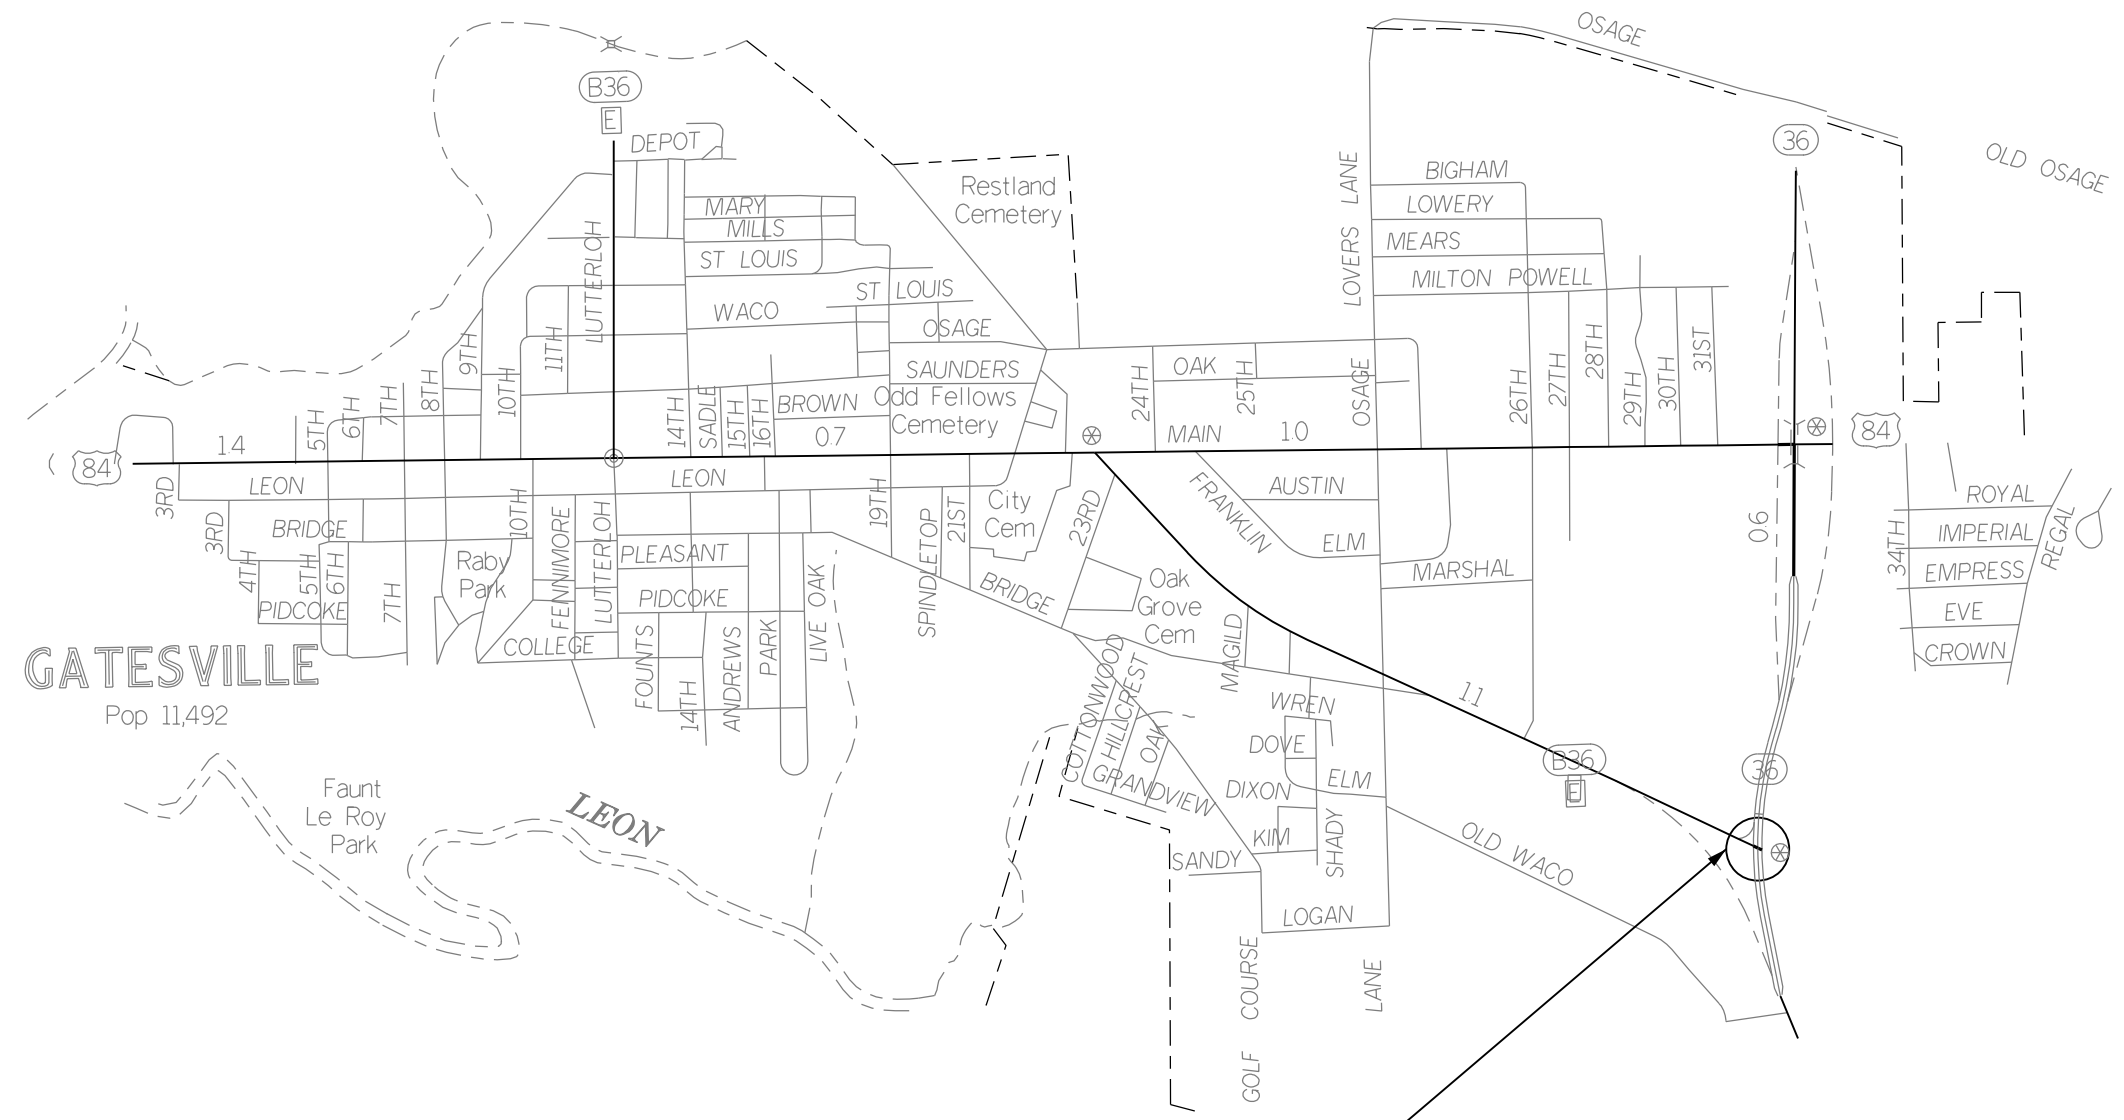 OSAGE
B36
E
DEPOT
36
OLD OSAGE
LOVERS LANE
BIGHAM
Restland
Cemetery
MARY
LOWERY
MILLS
MEARS
LUTTERLOH
ST LOUIS
MILTON POWELL
ST LOUIS
WACO
OSAGE
9TH
11TH
SAUNDERS
OAK
25TH
24TH
OSAGE
28TH
31ST
8TH
10TH
7TH
6TH
5TH
14TH
SADLE
15TH
16TH
BROWN
Odd Fellows
Cemetery
26TH
27TH
29TH
30TH
1.4
0.7
MAIN
1.0
84
84
3RD
LEON
LEON
19TH
City
Cem
AUSTIN
ROYAL
3RD
BRIDGE
10TH
FENNIMORE
LUTTERLOH
SPINDLETOP
21ST
23RD
FRANKLIN
ELM
0.6
34TH
IMPERIAL
REGAL
4TH
5TH
6TH
7TH
Raby
Park
PLEASANT
BRIDGE
Oak
Grove
Cem
MARSHAL
EMPRESS
PIDCOKE
PIDCOKE
LIVE OAK
EVE
COLLEGE
FOUNTS
ANDREWS
PARK
MAGILD
CROWN
GATESVILLE
Pop 11,492
14TH
COTTONWOOD
HILLCREST
OAK
WREN
1.1
DOVE
B36
E
36
GRANDVIEW
DIXON
ELM
Faunt
Le Roy
Park
LEON
KIM
SHADY
SANDY
OLD WACO
LOGAN
GOLF COURSE
LANE